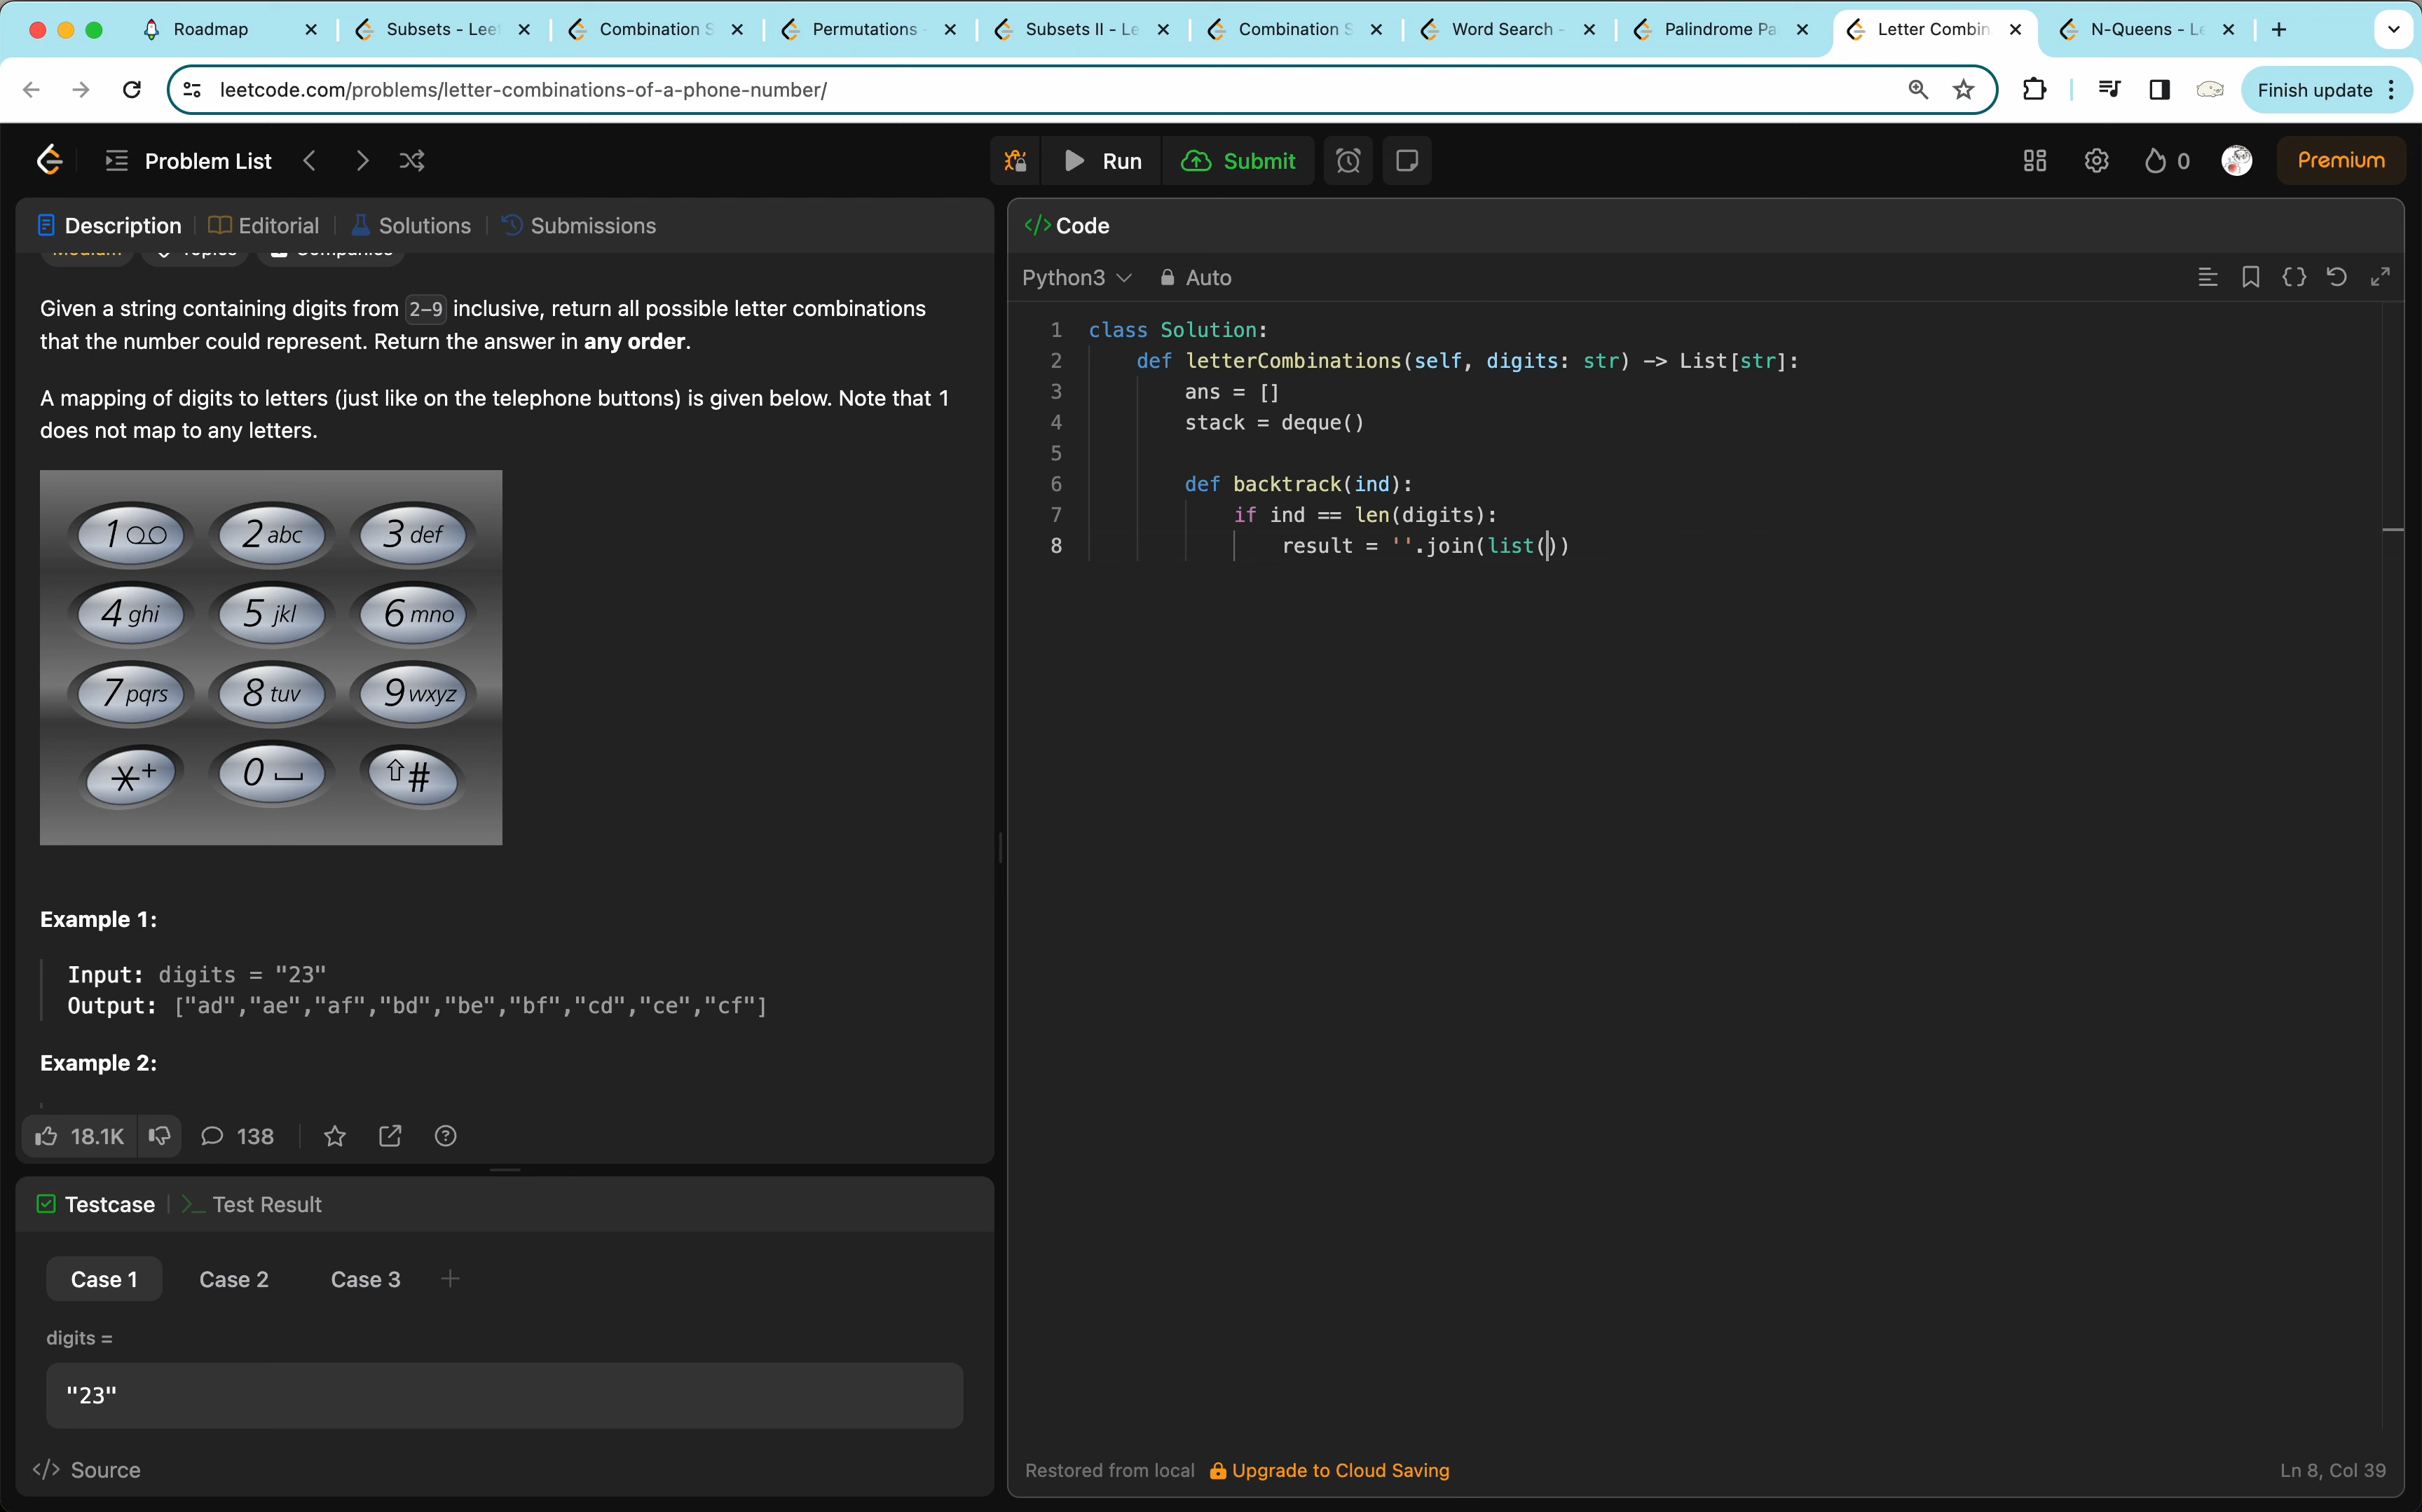 Roadmap
Subsets - Leet
Combination S
Permutations -
Subsets II - Le
Combination S
Word Search -
Palindrome Pa
Letter Combin
N-Queens - Le
leetcode.com/problems/letter-combinations-of-a-phone-number/
Finish update
Problem List
Run
Submit
0
Premium
Description
Editorial
Solutions
Submissions
Medium
Topics
Companies
Given a string containing digits from 2-9 inclusive, return all possible letter combinations
that the number could represent. Return the answer in any order.
A mapping of digits to letters (just like on the telephone buttons) is given below. Note that 1
does not map to any letters.
1
2 abc
3 def
4 ghi
5 jkl
6 mno
7 pqrs
8 tuv
9 wxyz
*+
0
⇧#
Example 1:
Input: digits = "23"
Output: ["ad","ae","af","bd","be","bf","cd","ce","cf"]
Example 2:
18.1K
138
Testcase
Test Result
Case 1
Case 2
Case 3
digits =
"23"
Source
Code
Python3
Auto
1 class Solution:
2 def letterCombinations(self, digits: str) -> List[str]:
3 ans = []
4 stack = deque()
5
6 def backtrack(ind):
7 if ind == len(digits):
8 result = ''.join(list())
Restored from local
Upgrade to Cloud Saving
Ln 8, Col 39